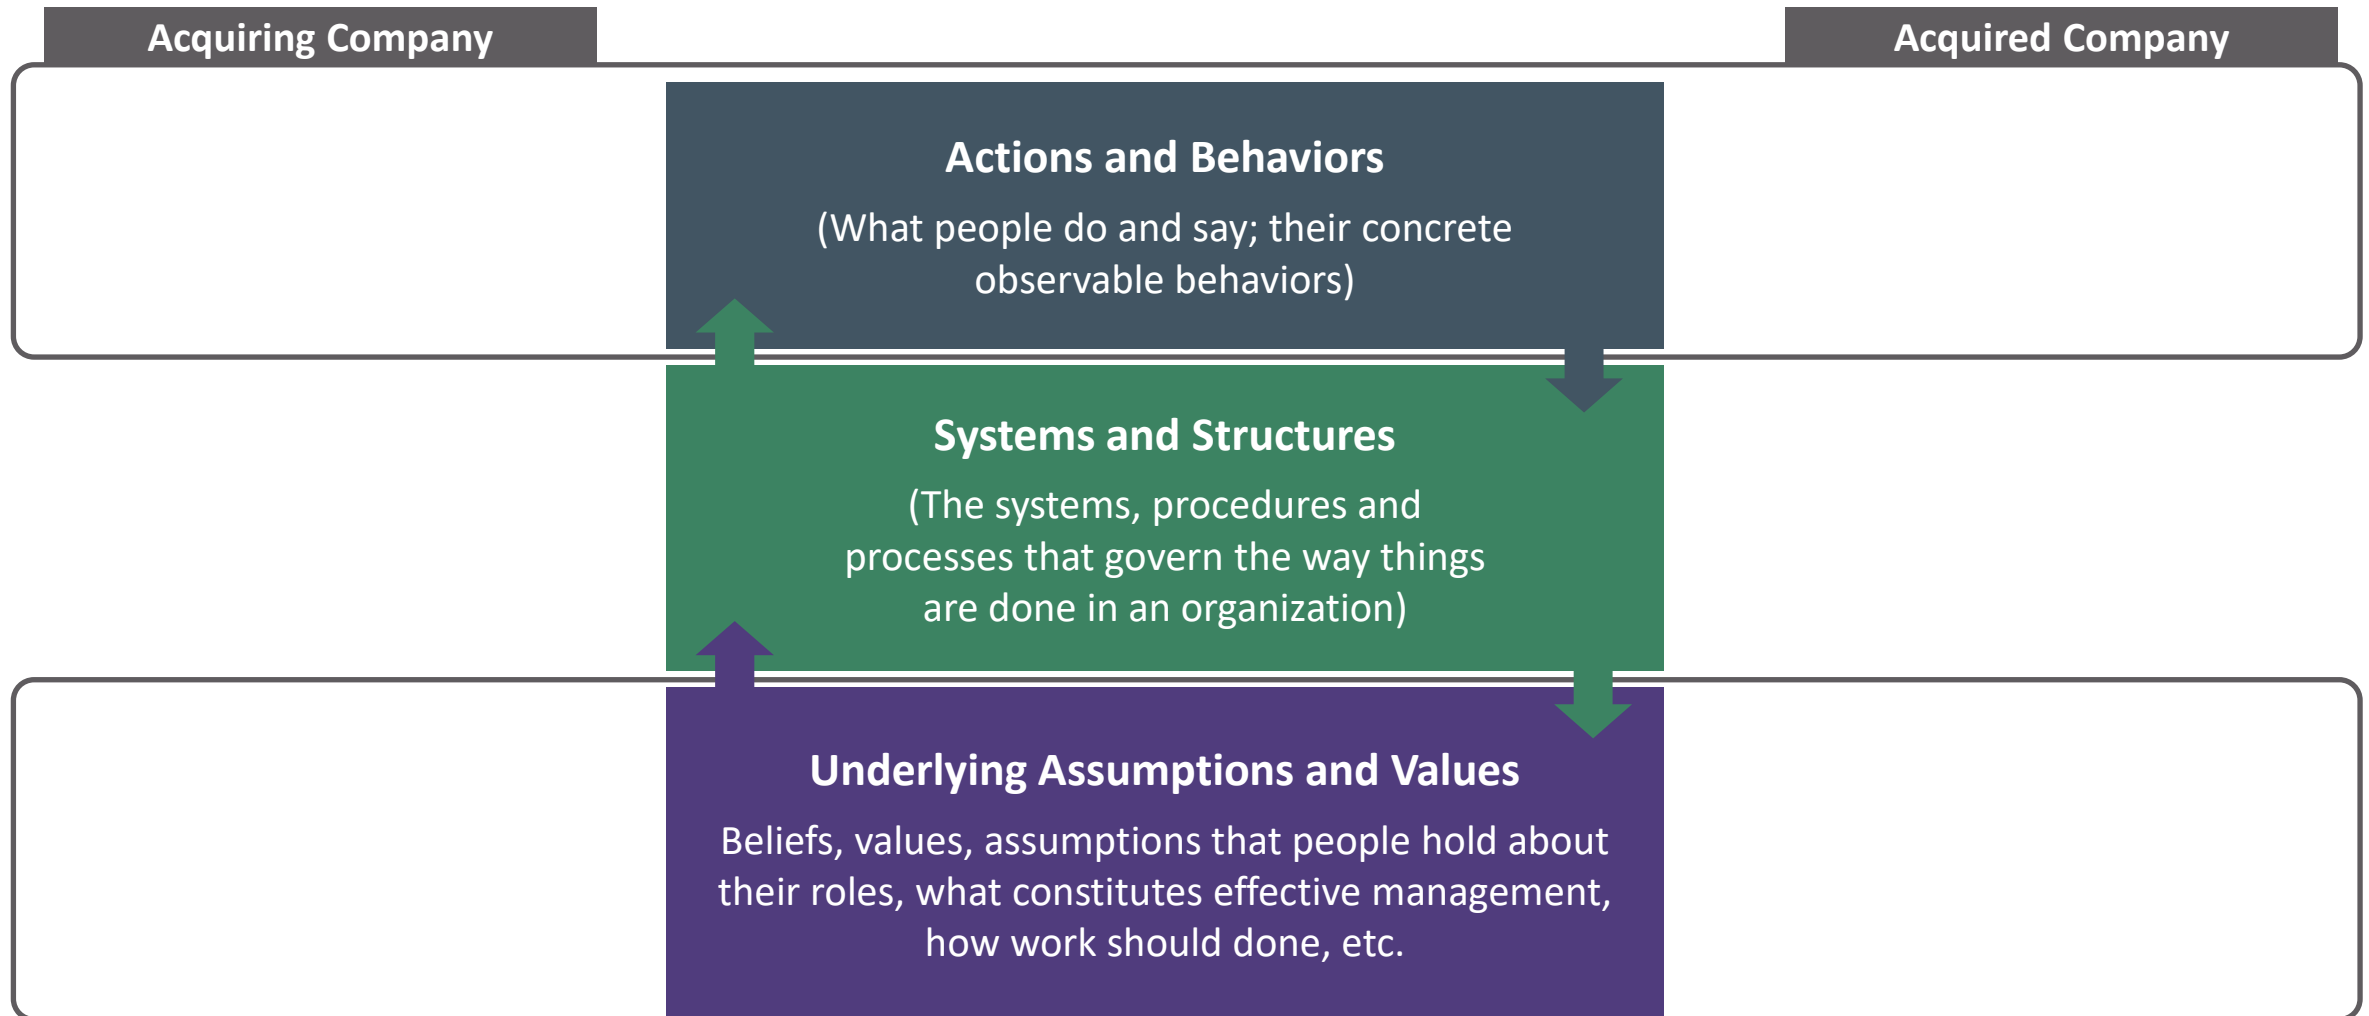 Acquiring Company
Acquired Company
Actions and Behaviors
(What people do and say; their concrete
observable behaviors)
Systems and Structures
(The systems, procedures and
processes that govern the way things
are done in an organization)
Underlying Assumptions and Values
Beliefs, values, assumptions that people hold about
their roles, what constitutes effective management,
how work should done, etc.